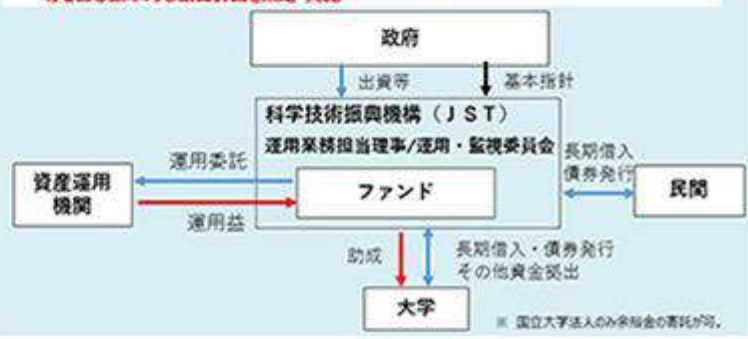 政府
出資等
基本指針
科学技術振興機構（ＪＳＴ）
運用業務担当理事/運用・監視委員会
運用委託
長期借入
債券発行
資産運用
機関
ファンド
民間
運用益
助成
長期借入・債券発行
その他資金拠出
大学
※ 国立大学法人のみ余裕金の寄託が可。